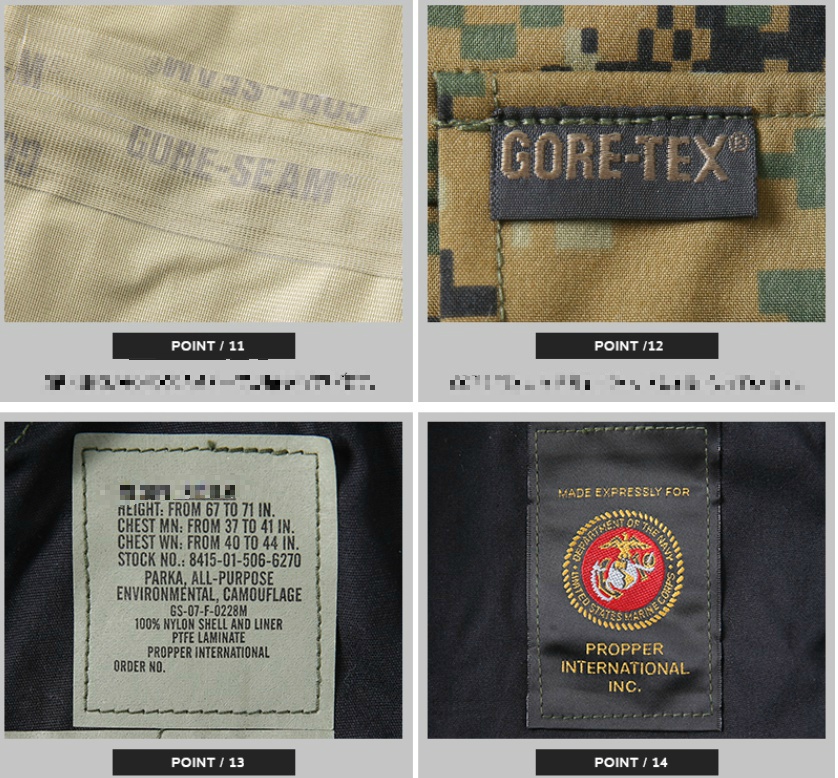 GORE-SEAM
GORE-SEAM
GORE-TEX®
POINT / 11
POINT /12
HEIGHT: FROM 67 TO 71 IN.
CHEST MN: FROM 37 TO 41 IN.
CHEST WN: FROM 40 TO 44 IN.
STOCK NO.: 8415-01-506-6270
PARKA, ALL-PURPOSE
ENVIRONMENTAL, CAMOUFLAGE
GS-07-F-0228M
100% NYLON SHELL AND LINER
PTFE LAMINATE
PROPPER INTERNATIONAL
ORDER NO.
MADE EXPRESSLY FOR
DEPARTMENT OF THE NAVY
UNITED STATES MARINE CORPS
PROPPER
INTERNATIONAL
INC.
POINT / 13
POINT / 14